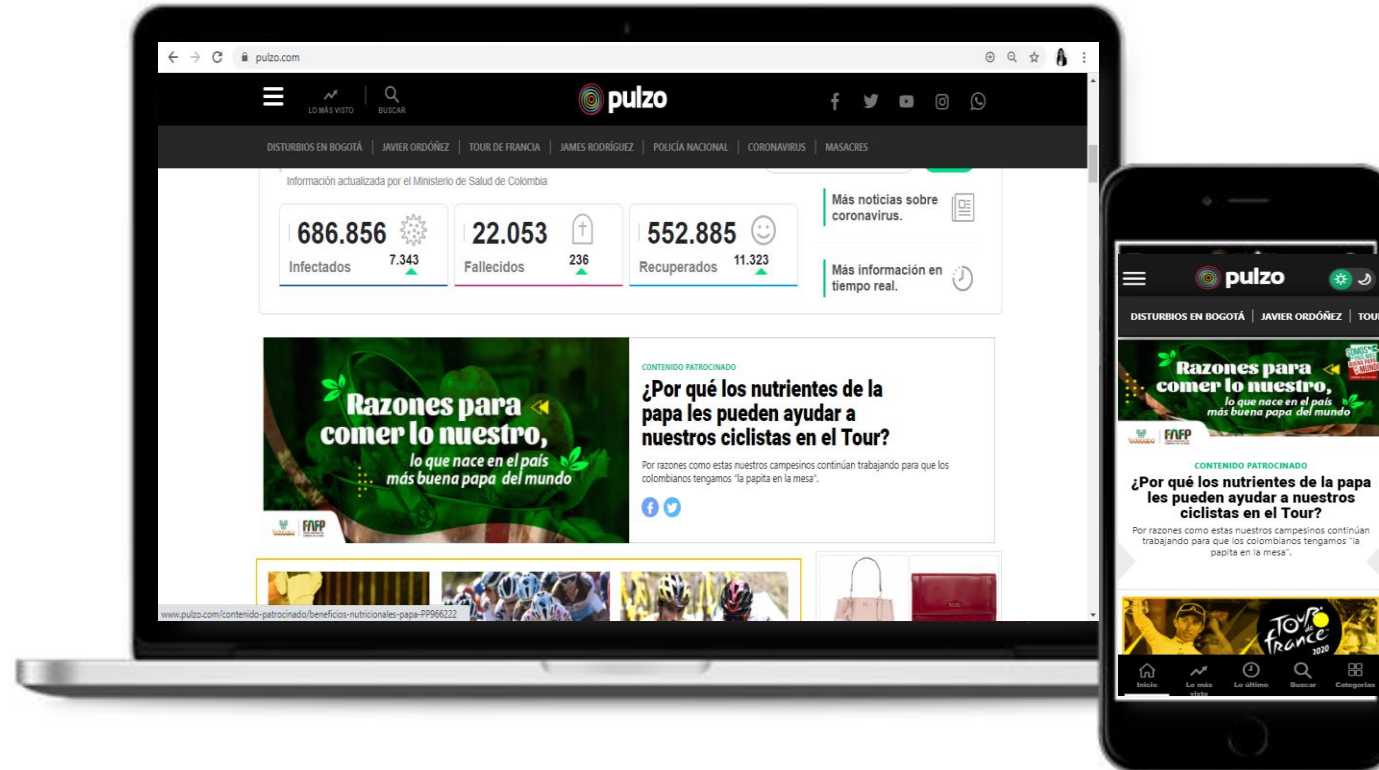 pulzo.com
LO MÁS VISTO
BUSCAR
pulzo
DISTURBIOS EN BOGOTÁ | JAVIER ORDÓÑEZ | TOUR DE FRANCIA | JAMES RODRÍGUEZ | POLICÍA NACIONAL | CORONAVIRUS | MASACRES
Información actualizada por el Ministerio de Salud de Colombia
686.856
Infectados 7.343
22.053
Fallecidos 236
552.885
Recuperados 11.323
Más noticias sobre
coronavirus.
Más información en
tiempo real.
Razones para
comer lo nuestro,
lo que nace en el país
más buena papa del mundo
FNFP
CONTENIDO PATROCINADO
¿Por qué los nutrientes de la
papa les pueden ayudar a
nuestros ciclistas en el Tour?
Por razones como estas nuestros campesinos continúan trabajando para que los
colombianos tengamos "la papita en la mesa".
www.pulzo.com/contenido-patrocinado/beneficios-nutricionales-papa-PP966222
pulzo
DISTURBIOS EN BOGOTÁ | JAVIER ORDÓÑEZ | TOUR
SOMOS
Razones para
comer lo nuestro,
lo que nace en el país
más buena papa del mundo
FNFP
CONTENIDO PATROCINADO
¿Por qué los nutrientes de la papa
les pueden ayudar a nuestros
ciclistas en el Tour?
Por razones como estas nuestros campesinos continúan
trabajando para que los colombianos tengamos "la
papita en la mesa".
TOUR
de
france
2020
Inicio
Lo más
visto
Lo último
Buscar
Categorías